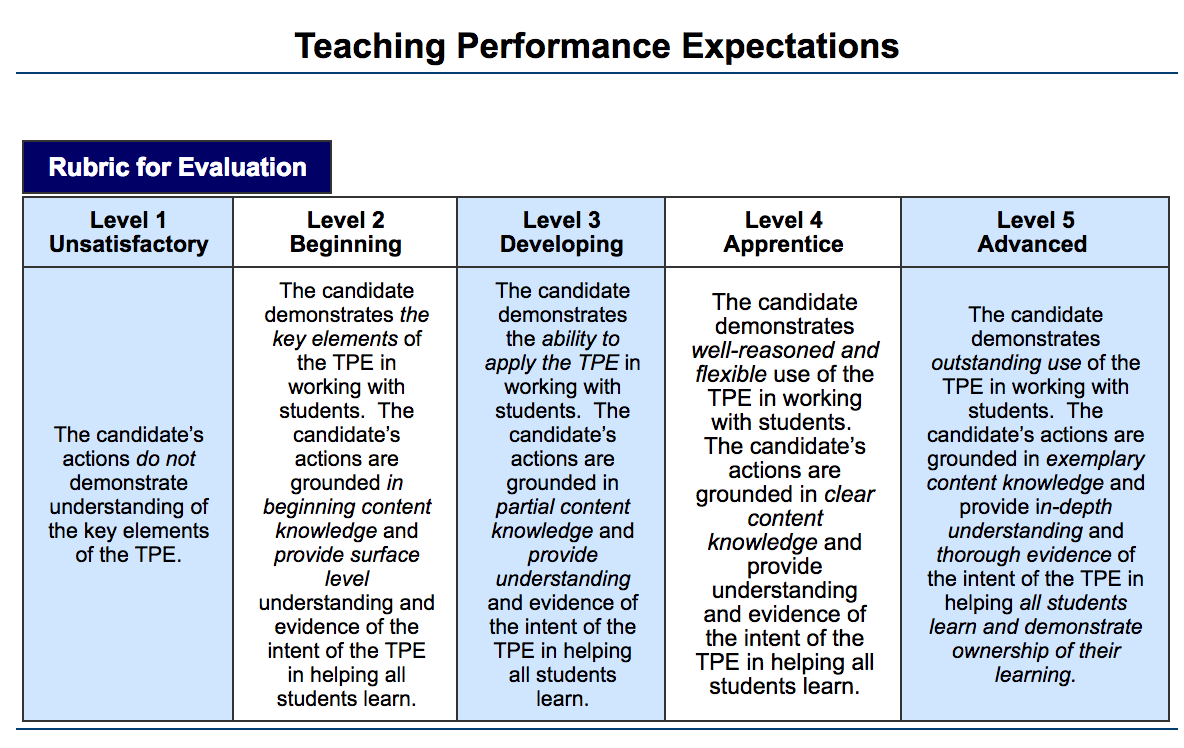 Teaching Performance Expectations
Rubric for Evaluation
Level 1
Unsatisfactory
Level 2
Beginning
Level 3
Developing
Level 4
Apprentice
Level 5
Advanced
The candidate’s
actions do not
demonstrate
understanding of
the key elements
of the TPE.
The candidate
demonstrates the
key elements of
the TPE in
working with
students.  The
candidate’s
actions are
grounded in
beginning content
knowledge and
provide surface
level
understanding and
evidence of the
intent of the TPE
in helping all
students learn.
The candidate
demonstrates
the ability to
apply the TPE in
working with
students.  The
candidate’s
actions are
grounded in
partial content
knowledge and
provide
understanding
and evidence of
the intent of the
TPE in helping
all students
learn.
The candidate
demonstrates
well-reasoned and
flexible use of the
TPE in working
with students.
The candidate’s
actions are
grounded in clear
content
knowledge and
provide
understanding
and evidence of
the intent of the
TPE in helping all
students learn.
The candidate
demonstrates
outstanding use of the
TPE in working with
students.  The
candidate’s actions are
grounded in exemplary
content knowledge and
provide in-depth
understanding and
thorough evidence of
the intent of the TPE in
helping all students
learn and demonstrate
ownership of their
learning.